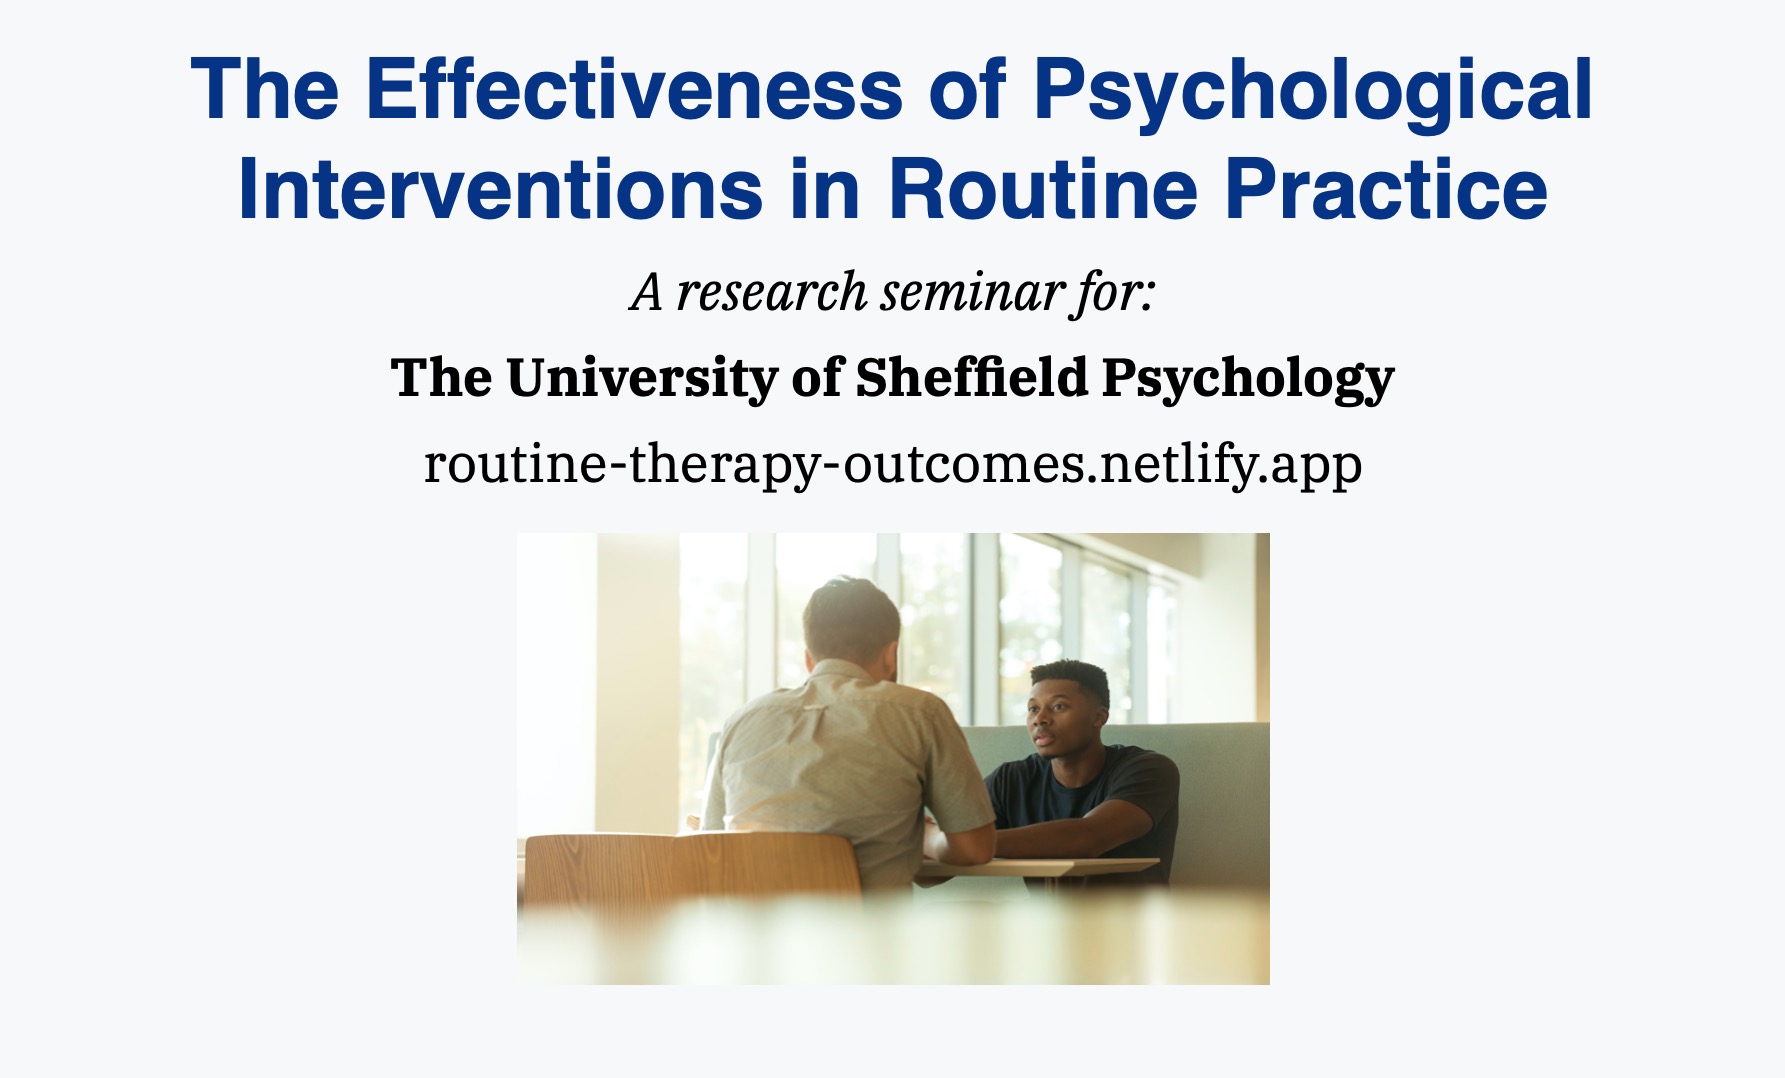 The Effectiveness of Psychological
Interventions in Routine Practice
A research seminar for:
The University of Sheffield Psychology
routine-therapy-outcomes.netlify.app